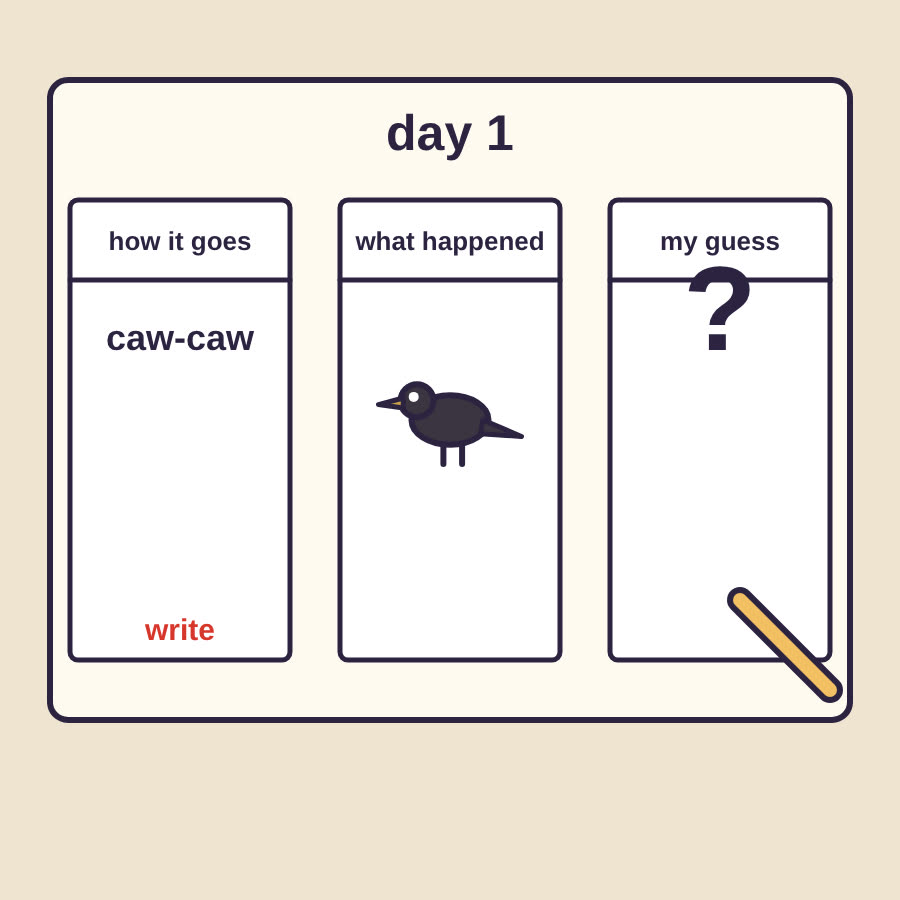 day 1
how it goes
what happened
my guess
caw-caw
?
write